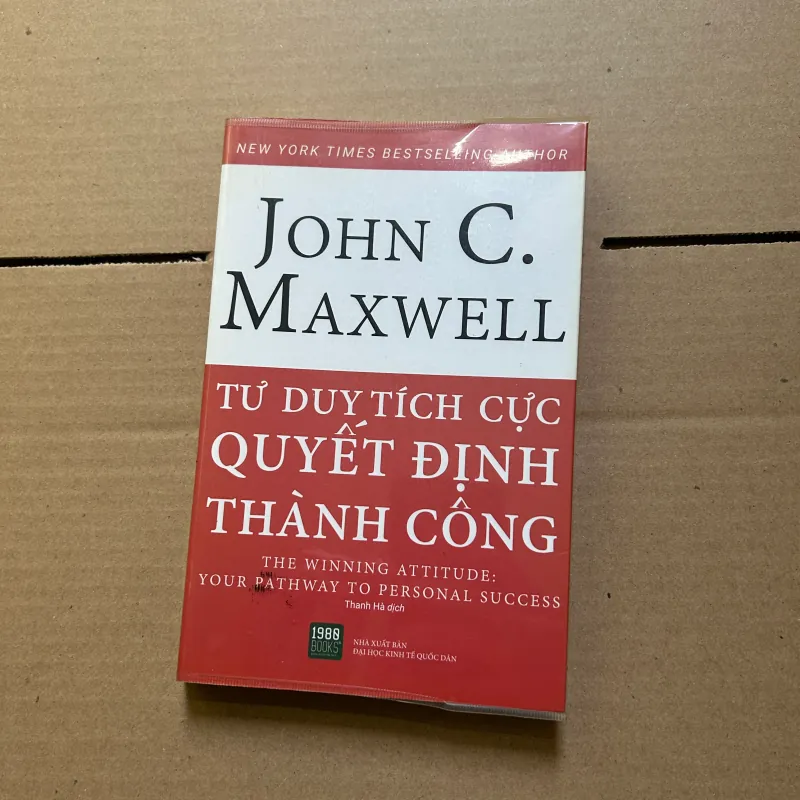 NEW YORK TIMES BESTSELLING AUTHOR
JOHN C.
MAXWELL
TƯ DUY TÍCH CỰC
QUYẾT ĐỊNH
THÀNH CÔNG
THE WINNING ATTITUDE:
YOUR PATHWAY TO PERSONAL SUCCESS
Thanh Hà dịch
1980
BOOKS
NHÀ XUẤT BẢN
ĐẠI HỌC KINH TẾ QUỐC DÂN